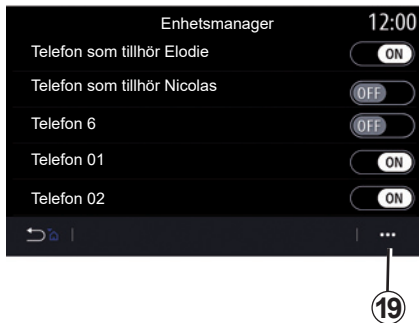 Enhetsmanager 12:00
Telefon som tillhör Elodie ON
Telefon som tillhör Nicolas OFF
Telefon 6 OFF
Telefon 01 ON
Telefon 02 ON
19